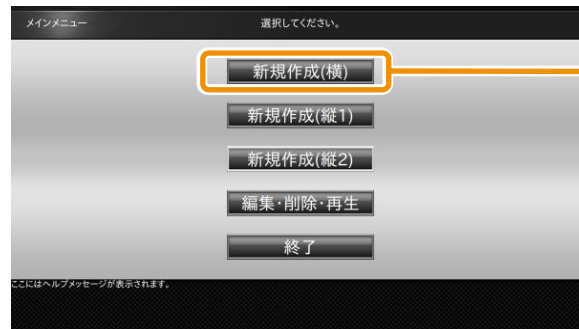 メインメニュー
選択してください。
新規作成(横)
新規作成(縦1)
新規作成(縦2)
編集･削除･再生
終了
ここにはヘルプメッセージが表示されます。